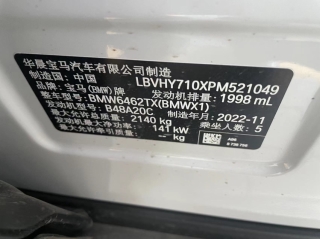 华晨宝马汽车有限公司制造
制造国：中国 LBVHY710XPM521049
品牌：宝马(BMW)牌 发动机排量：1998 mL
整车型号：BMW6462TX(BMWX1)
发动机型号：B48A20C 制造年月：2022-11
最大允许总质量：2140 kg 乘坐人数：5
发动机最大净功率：141 kW
最大允许牵引质量：-- kg